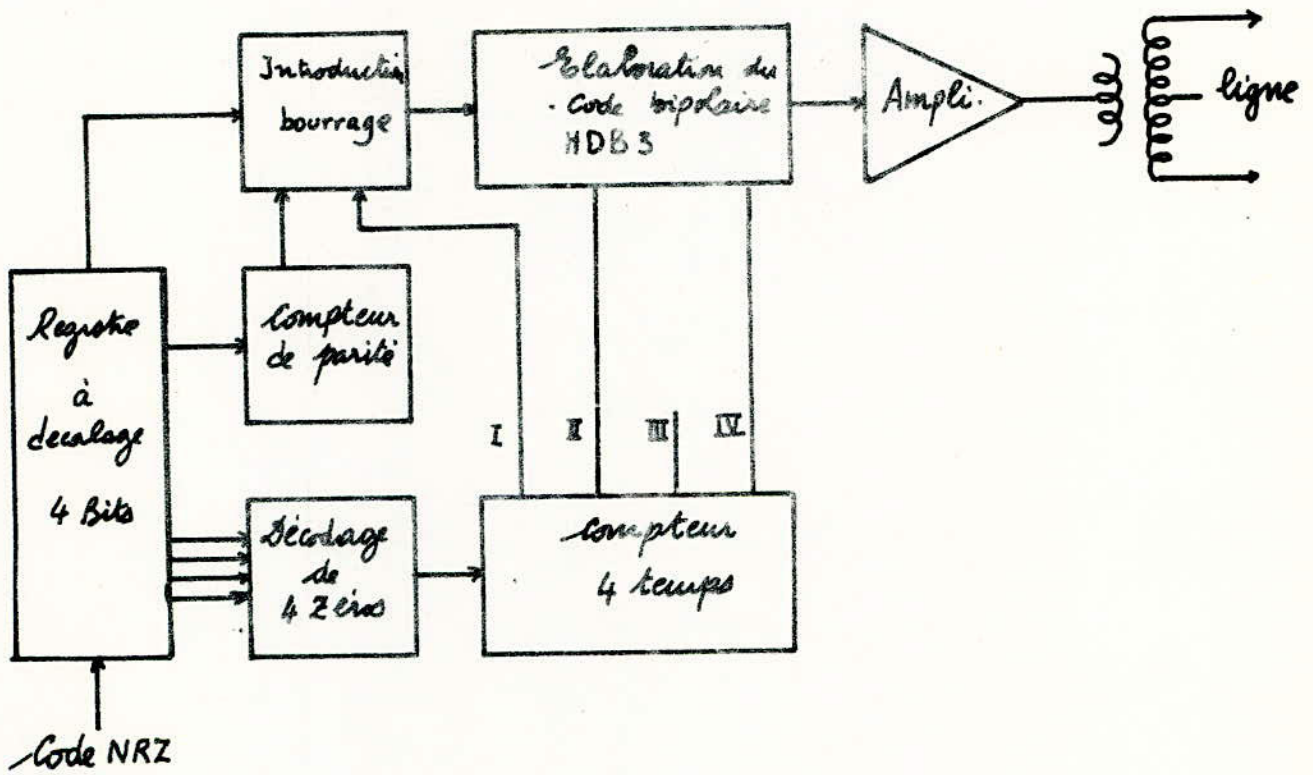 Introduction
bourrage
Elaboration du
Code bipolaire
HDB3
Ampli.
ligne
Registre
à
decalage
4 Bits
Compteur
de parité
I
II
III
IV
Décodage
de
4 Zéros
Compteur
4 temps
Code NRZ